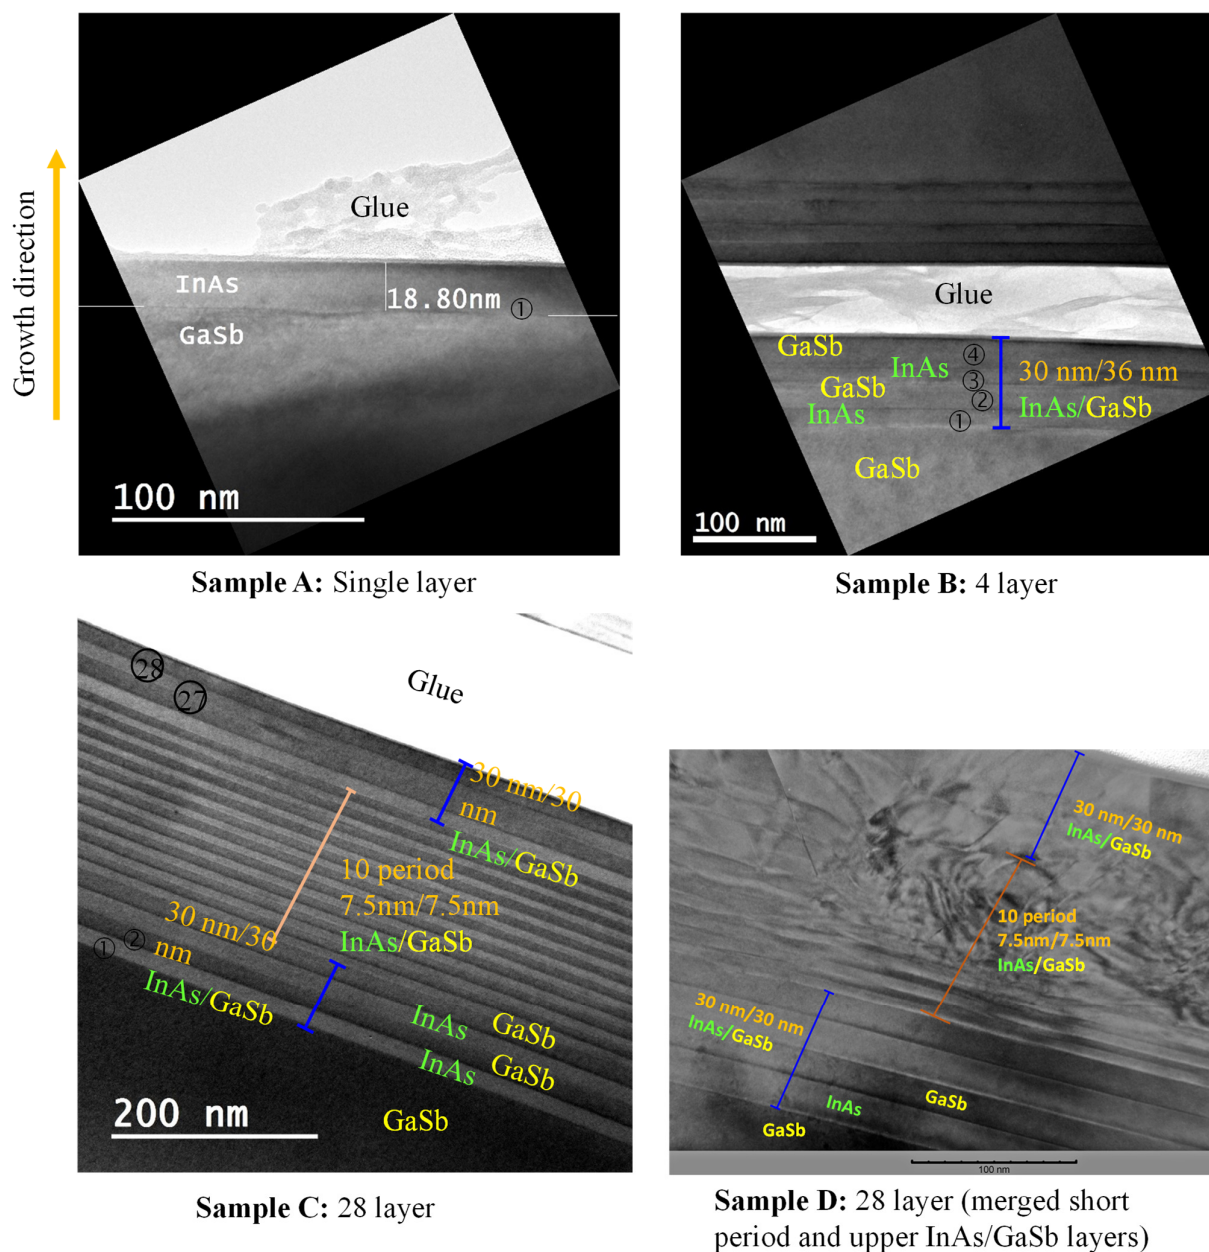 Growth direction
Glue
InAs
18.80nm
①
GaSb
100 nm
Sample A: Single layer
Glue
GaSb
④
InAs
30 nm/36 nm
③
GaSb
②
InAs
InAs/GaSb
①
GaSb
100 nm
Sample B: 4 layer
28
27
Glue
30 nm/30
nm
InAs/GaSb
10 period
7.5nm/7.5nm
InAs/GaSb
30 nm/30
nm
① ②
InAs/GaSb
InAs GaSb
InAs GaSb
GaSb
200 nm
Sample C: 28 layer
30 nm/30 nm
InAs/GaSb
10 period
7.5nm/7.5nm
InAs/GaSb
30 nm/30 nm
InAs/GaSb
GaSb
InAs
GaSb
100 nm
Sample D: 28 layer (merged short
period and upper InAs/GaSb layers)